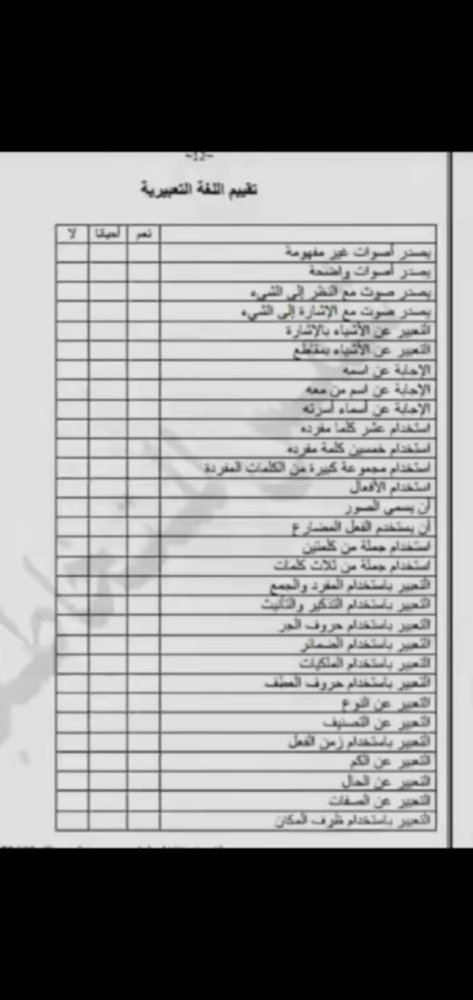 ~12~
تقييم اللغة التعبيرية
نعم أحيانا لا
يصدر أصوات غير مفهومة
يصدر أصوات واضحة
يصدر صوت مع النظر إلى الشيء
يصدر صوت مع الإشارة إلى الشيء
التعبير عن الأشياء بالإشارة
التعبير عن الأشياء بمقاطع
الإجابة عن اسمه
الإجابة عن اسم من معه
الإجابة عن أسماء أسرته
استخدام عشر كلما مفرده
استخدام خمسين كلمة مفرده
استخدام مجموعة كبيرة من الكلمات المفردة
استخدام الأفعال
أن يسمي الصور
أن يستخدم الفعل المضارع
استخدام جملة من كلمتين
استخدام جملة من ثلاث كلمات
التعبير باستخدام المفرد والجمع
التعبير باستخدام التذكير والتأنيث
التعبير باستخدام حروف الجر
التعبير باستخدام الضمائر
التعبير باستخدام الملكيات
التعبير باستخدام حروف العطف
التعبير عن النوع
التعبير عن التصنيف
التعبير باستخدام زمن الفعل
التعبير عن الكم
التعبير عن الحال
التعبير عن الصفات
التعبير باستخدام ظرف المكان